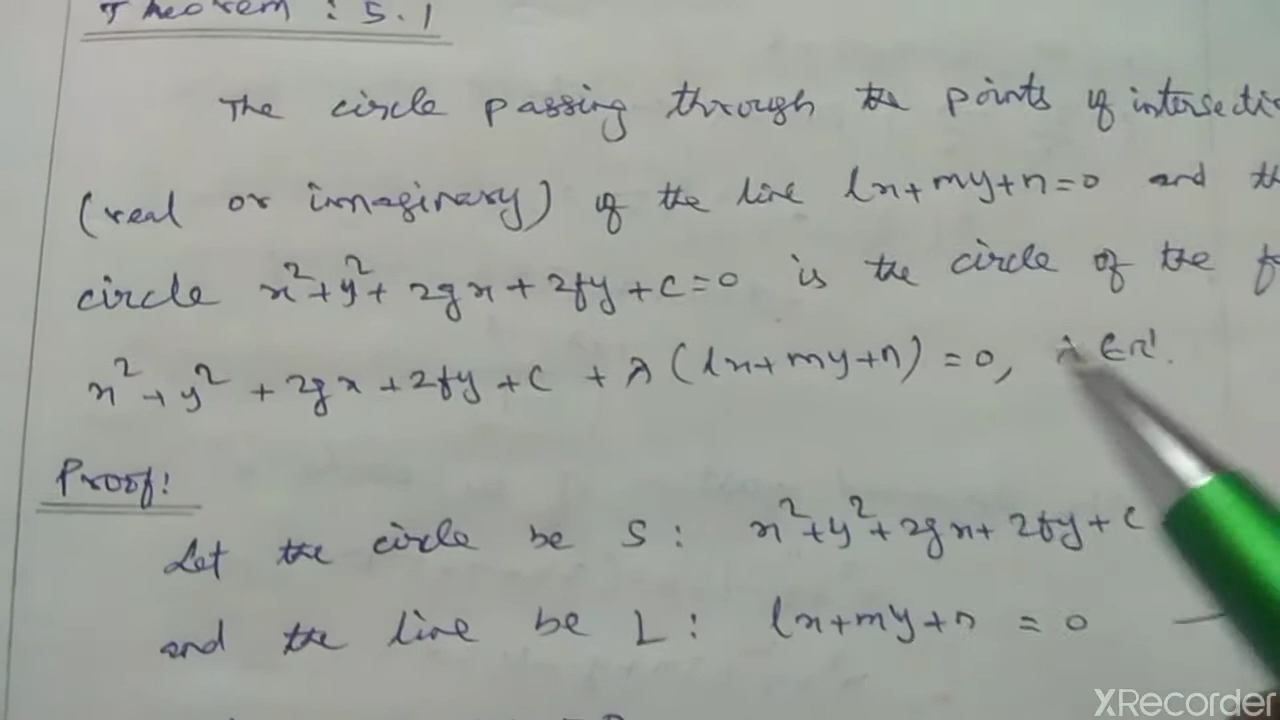 Theorem : 5.1
The circle passing through the points of intersectio
(real or imaginary) of the line lx+my+n=0 and th
circle x²+y²+2gx+2fy+c=0 is the circle of the f
x²+y²+2gx+2fy+c+λ(lx+my+n)=0, λ∈R¹.
Proof:
Let the circle be S: x²+y²+2gx+2fy+c
and the line be L: lx+my+n=0 —
XRecorder